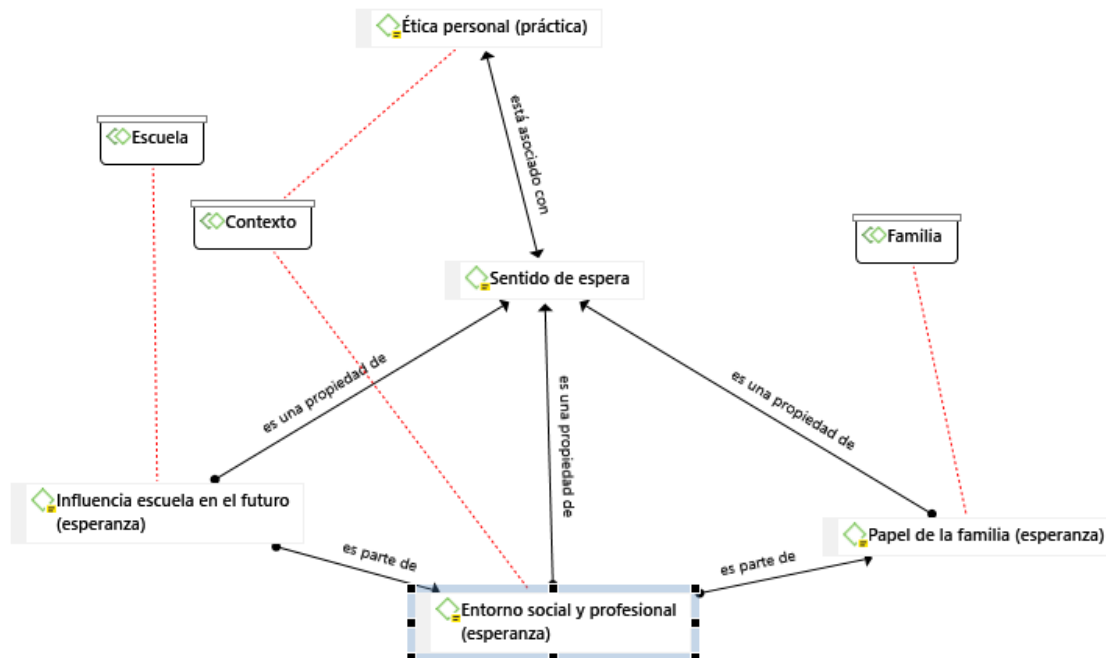 Ética personal (práctica)
está asociado con
Escuela
Contexto
Familia
Sentido de espera
es una propiedad de
es una propiedad de
es una propiedad de
Influencia escuela en el futuro
(esperanza)
Papel de la familia (esperanza)
es parte de
es parte de
Entorno social y profesional
(esperanza)